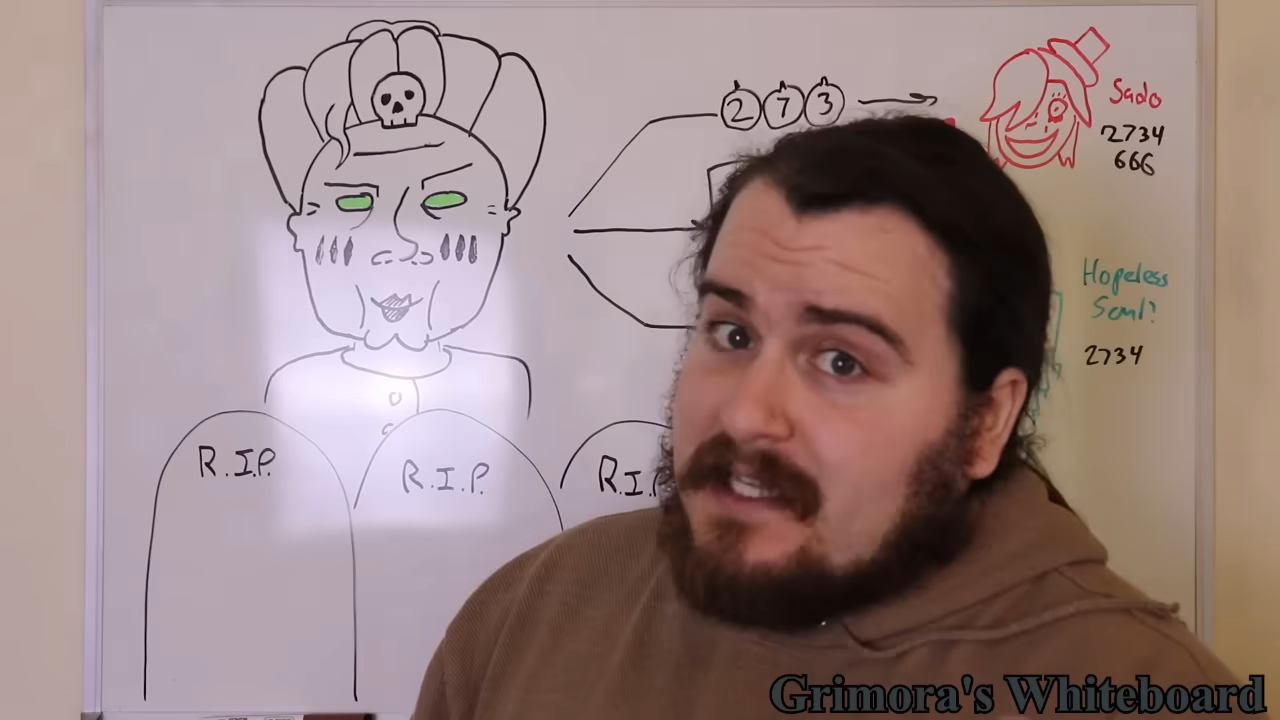 2 7 3
Sado
2734
666
Hopeless
Soul?
2734
R.I.P.
R.I.P.
R.I.P
Grimora's Whiteboard